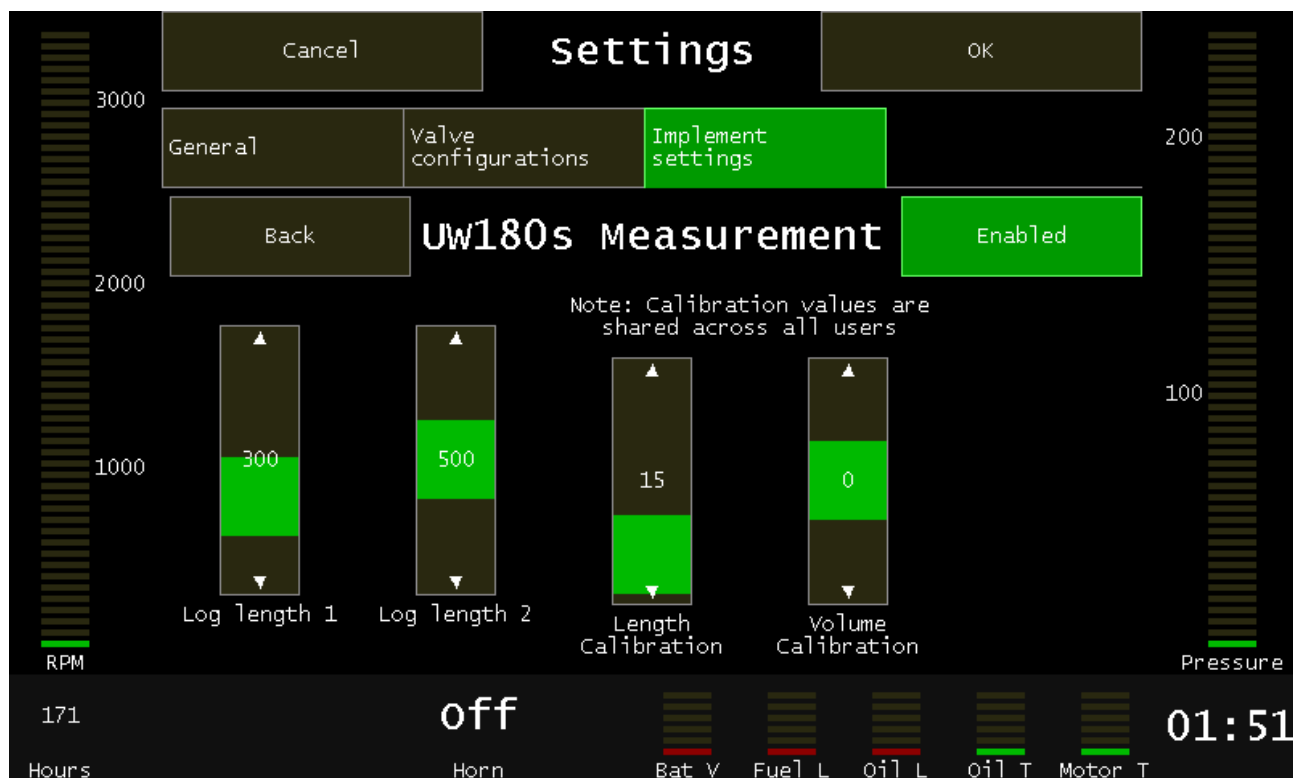 Cancel
Settings
OK
3000
200
General
Valve
configurations
Implement
settings
Back
Uw180s Measurement
Enabled
2000
Note: Calibration values are
shared across all users
100
1000
300
500
15
0
Log length 1
Log length 2
Length
Calibration
Volume
Calibration
RPM
Pressure
171
Off
01:51
Hours
Horn
Bat V
Fuel L
Oil L
Oil T
Motor T